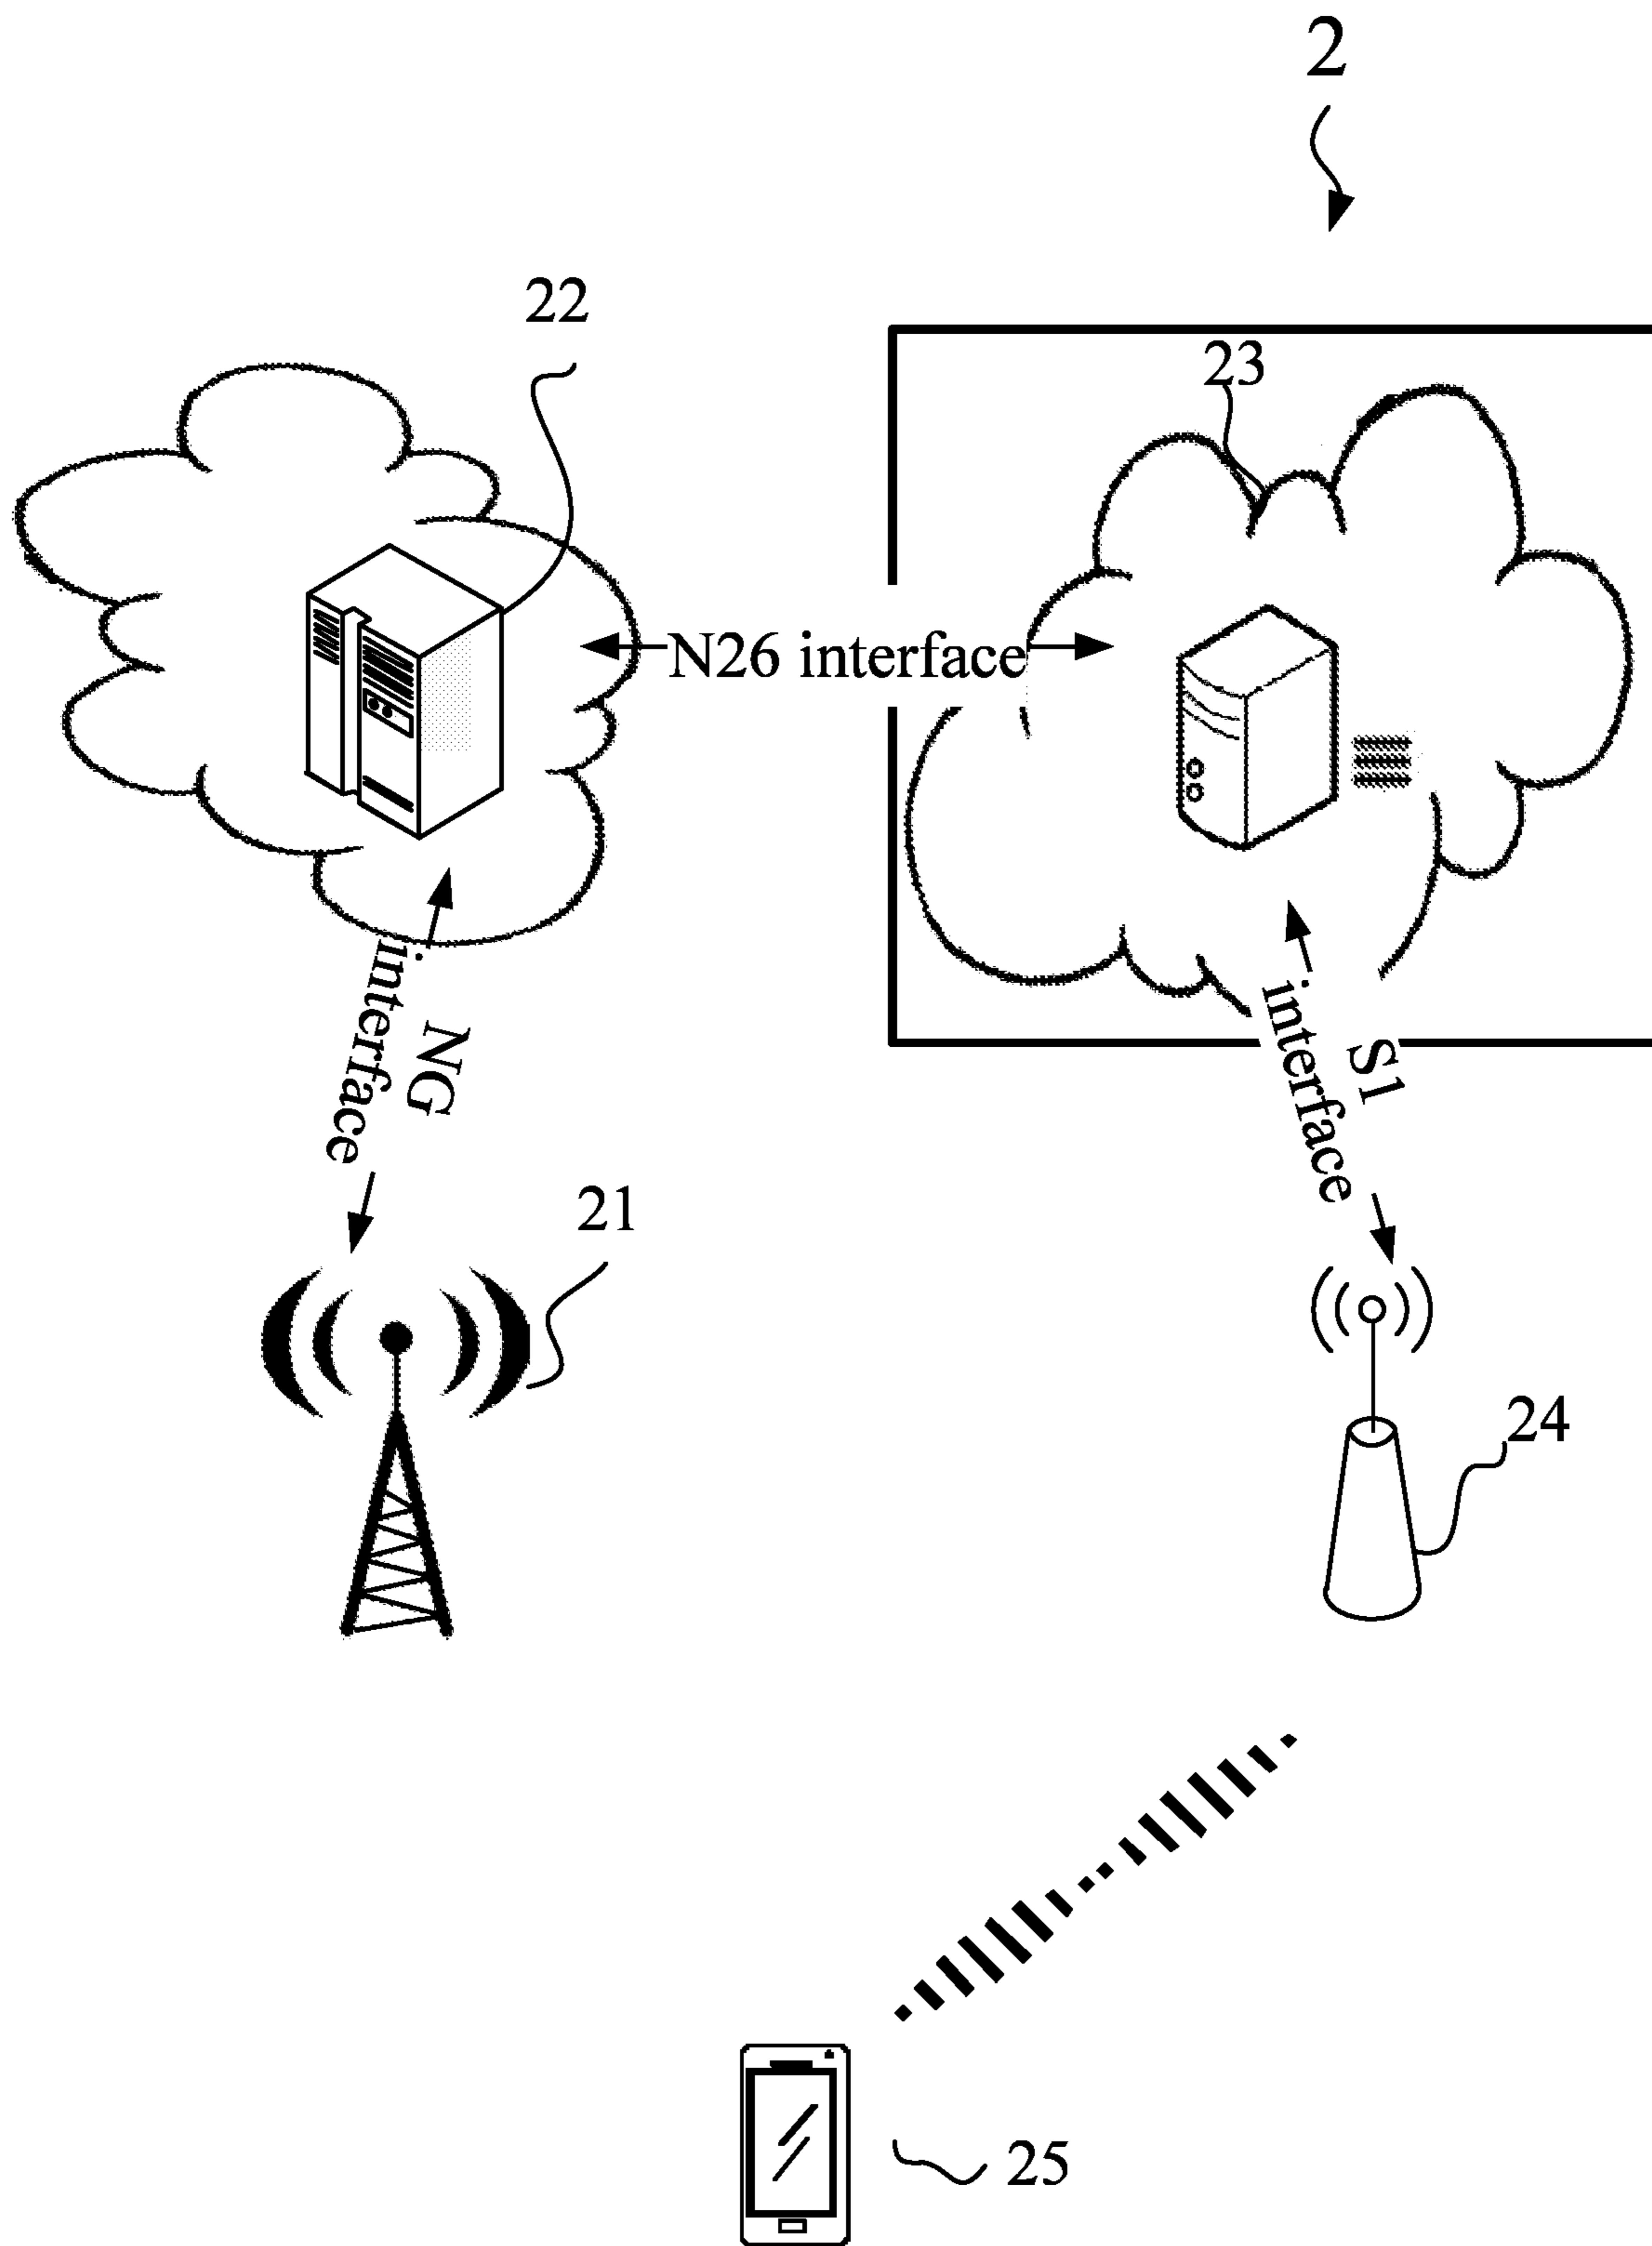 2
22
23
N26 interface
NG
interface
S1
interface
21
24
25